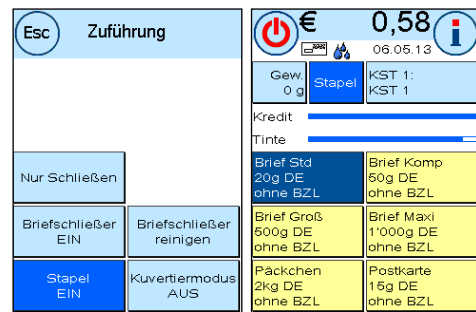 Esc
Zuführung
Nur Schließen
Briefschließer
EIN
Briefschließer
reinigen
Stapel
EIN
Kuvertiermodus
AUS
€ 0,58
i
06.05.13
Gew.
0 g
Stapel
KST 1:
KST 1
Kredit
Tinte
Brief Std
20g DE
ohne BZL
Brief Komp
50g DE
ohne BZL
Brief Groß
500g DE
ohne BZL
Brief Maxi
1'000g DE
ohne BZL
Päckchen
2kg DE
ohne BZL
Postkarte
15g DE
ohne BZL